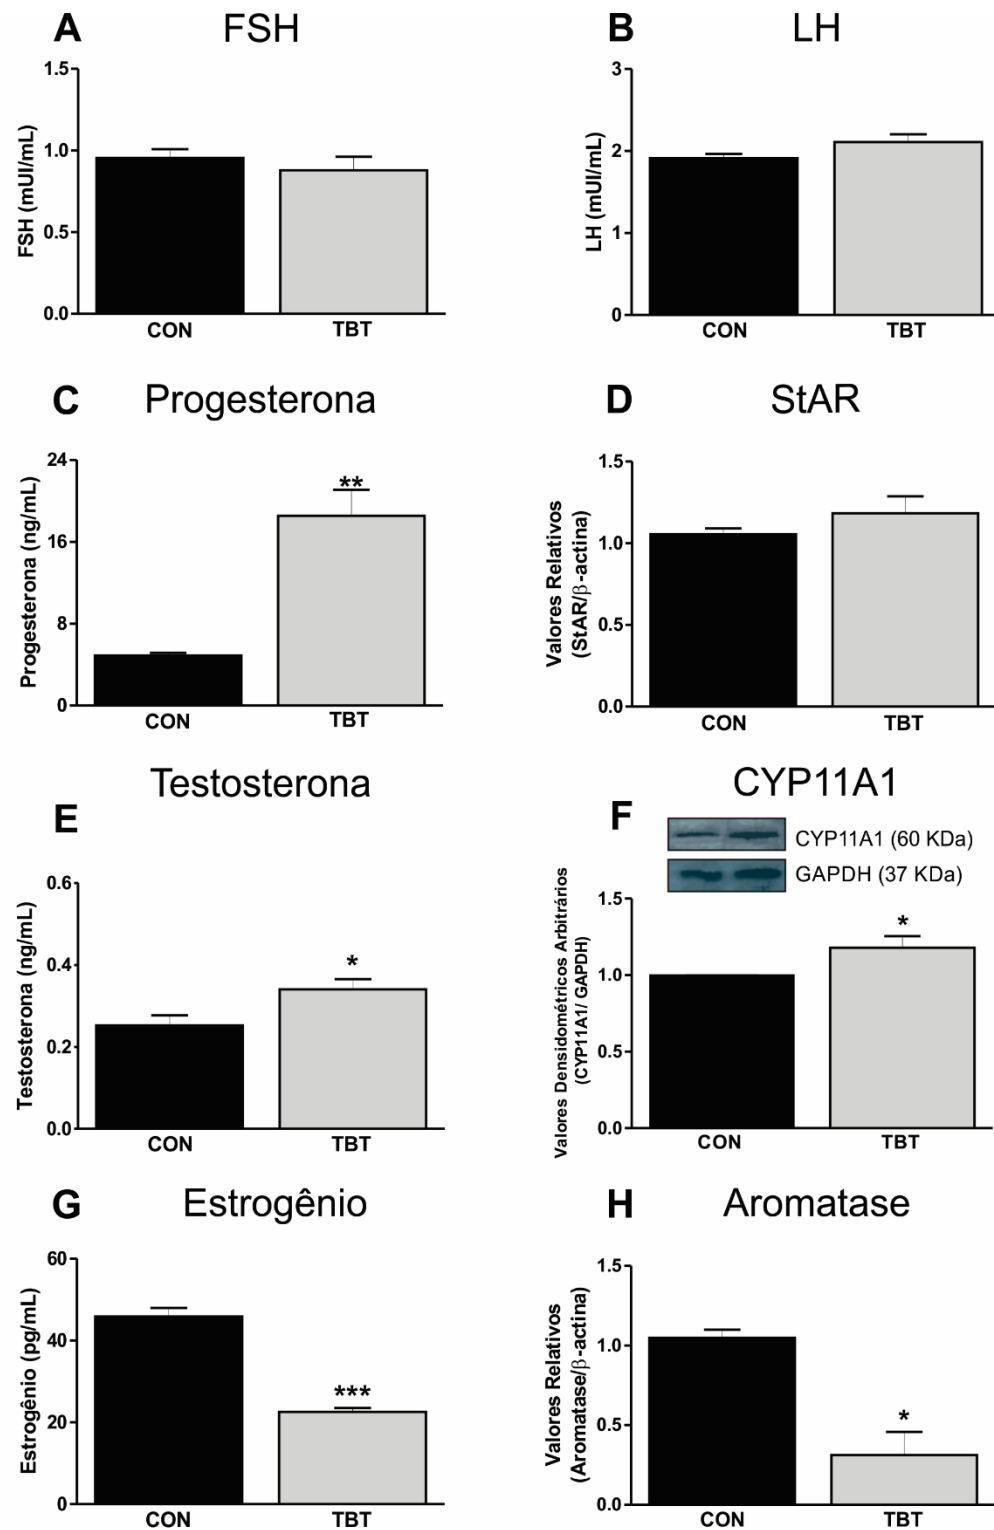 A FSH
FSH (mUI/mL)
1.5
1.0
0.5
0.0
CON TBT
B LH
LH (mUI/mL)
3
2
1
0
CON TBT
C Progesterona
Progesterona (ng/mL)
24
16
8
0
**
CON TBT
D StAR
Valores Relativos
(StAR/β-actina)
1.5
1.0
0.5
0.0
CON TBT
E Testosterona
Testosterona (ng/mL)
0.6
0.4
0.2
0.0
*
CON TBT
F CYP11A1
CYP11A1 (60 KDa)
GAPDH (37 KDa)
Valores Densidométricos Arbitrários
(CYP11A1/ GAPDH)
1.5
1.0
0.5
0.0
*
CON TBT
G Estrogênio
Estrogênio (pg/mL)
60
40
20
0
***
CON TBT
H Aromatase
Valores Relativos
(Aromatase/β-actina)
1.5
1.0
0.5
0.0
*
CON TBT